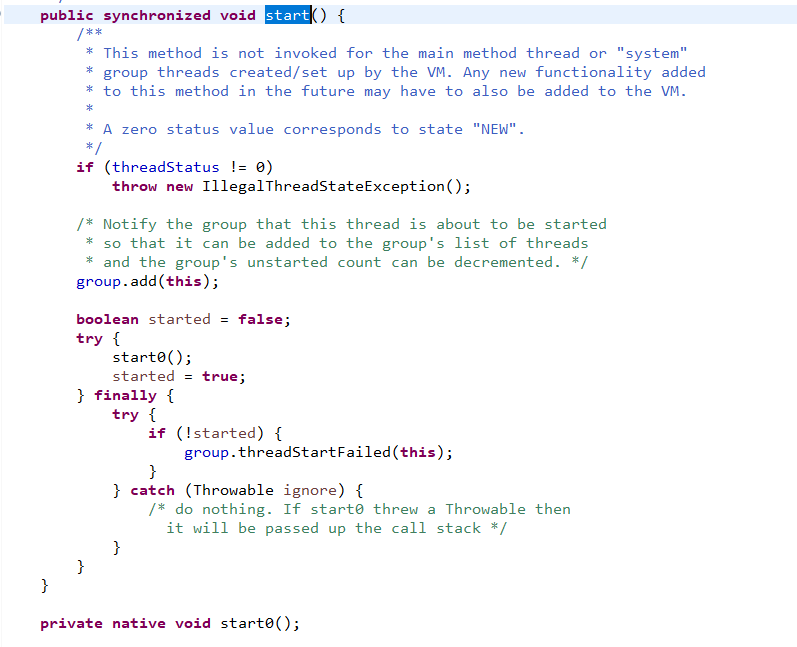 public synchronized void start() {
    /**
     * This method is not invoked for the main method thread or "system"
     * group threads created/set up by the VM. Any new functionality added
     * to this method in the future may have to also be added to the VM.
     *
     * A zero status value corresponds to state "NEW".
     */
    if (threadStatus != 0)
        throw new IllegalThreadStateException();

    /* Notify the group that this thread is about to be started
     * so that it can be added to the group's list of threads
     * and the group's unstarted count can be decremented. */
    group.add(this);

    boolean started = false;
    try {
        start0();
        started = true;
    } finally {
        try {
            if (!started) {
                group.threadStartFailed(this);
            }
        } catch (Throwable ignore) {
            /* do nothing. If start0 threw a Throwable then
              it will be passed up the call stack */
        }
    }
}

private native void start0();